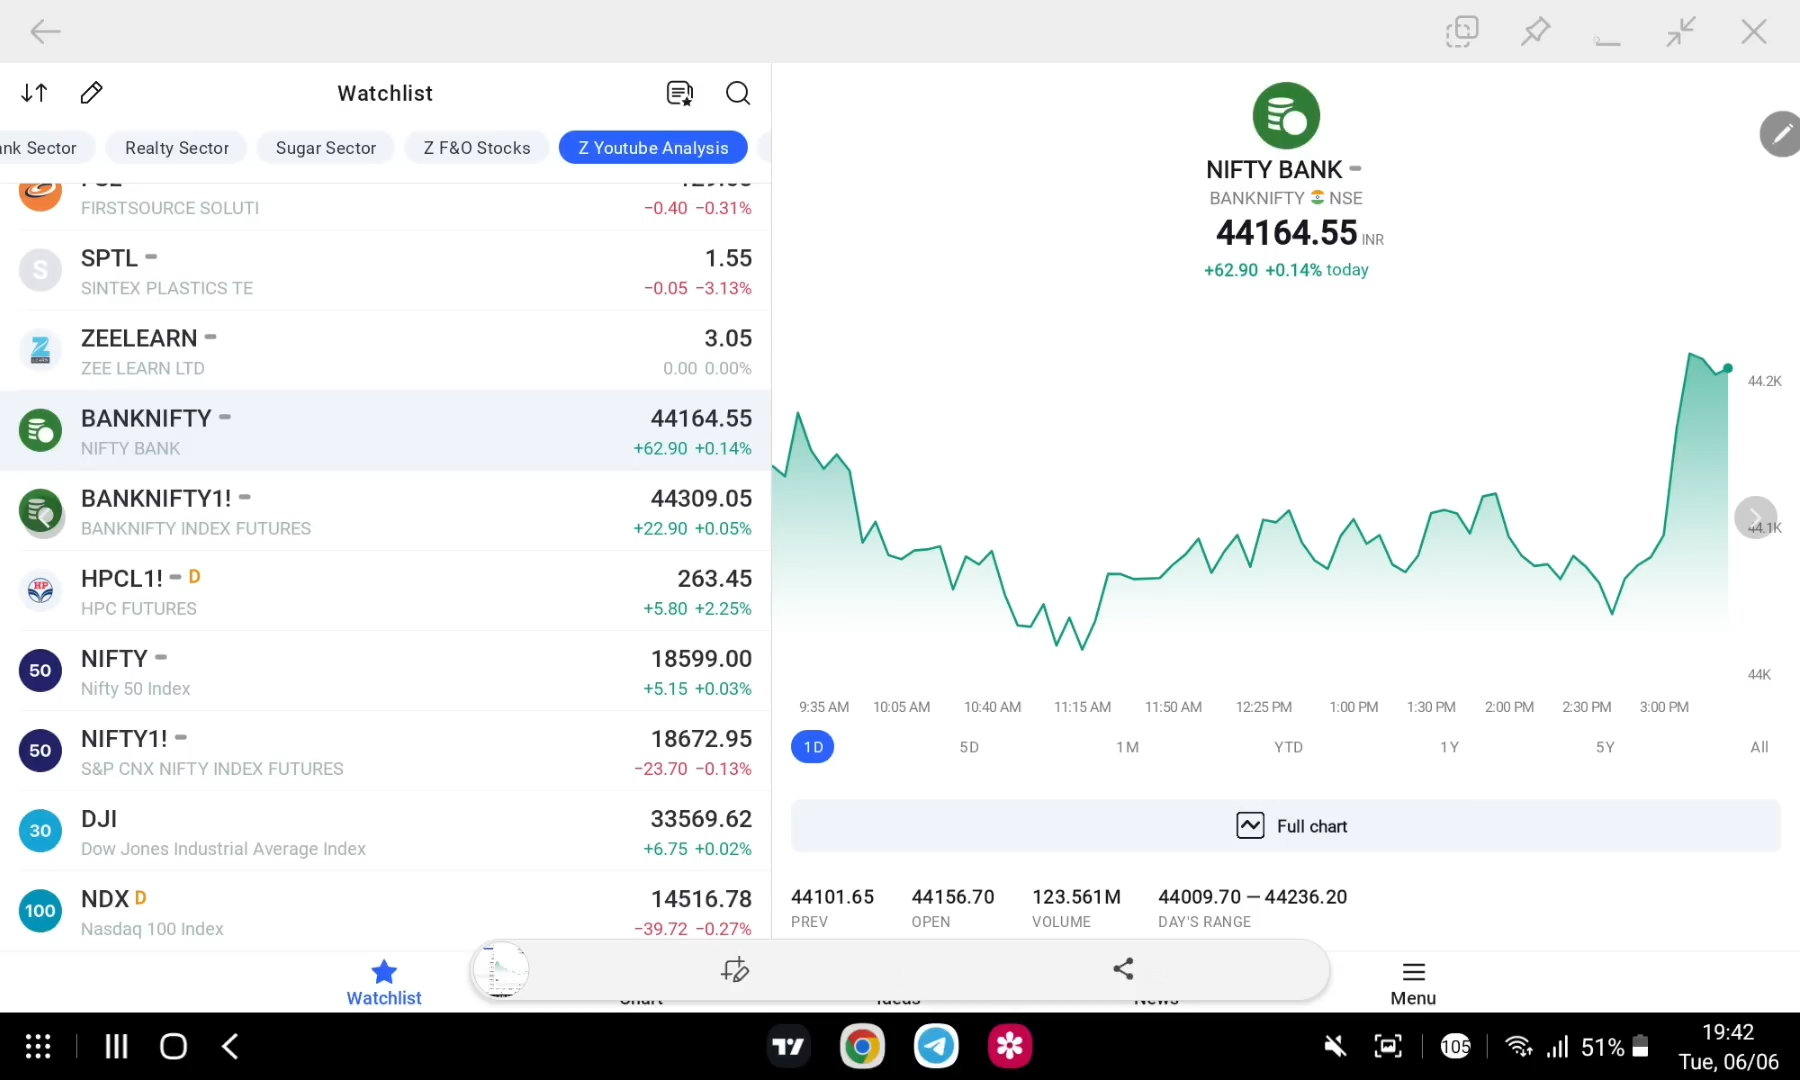 Watchlist
nk Sector
Realty Sector
Sugar Sector
Z F&O Stocks
Z Youtube Analysis
FIRSTSOURCE SOLUTI
−0.40 −0.31%
S
SPTL
1.55
SINTEX PLASTICS TE
−0.05 −3.13%
ZEELEARN
3.05
ZEE LEARN LTD
0.00 0.00%
BANKNIFTY
44164.55
NIFTY BANK
+62.90 +0.14%
BANKNIFTY1!
44309.05
BANKNIFTY INDEX FUTURES
+22.90 +0.05%
HP
HPCL1! D
263.45
HPC FUTURES
+5.80 +2.25%
50
NIFTY
18599.00
Nifty 50 Index
+5.15 +0.03%
50
NIFTY1!
18672.95
S&P CNX NIFTY INDEX FUTURES
−23.70 −0.13%
30
DJI
33569.62
Dow Jones Industrial Average Index
+6.75 +0.02%
100
NDX D
14516.78
Nasdaq 100 Index
−39.72 −0.27%
NIFTY BANK
BANKNIFTY NSE
44164.55 INR
+62.90 +0.14% today
44.2K
44.1K
44K
9:35 AM 10:05 AM 10:40 AM 11:15 AM 11:50 AM 12:25 PM 1:00 PM 1:30 PM 2:00 PM 2:30 PM 3:00 PM
1D 5D 1M YTD 1Y 5Y All
Full chart
44101.65 44156.70 123.561M 44009.70 — 44236.20
PREV OPEN VOLUME DAY'S RANGE
Watchlist
Menu
105
51%
19:42
Tue, 06/06